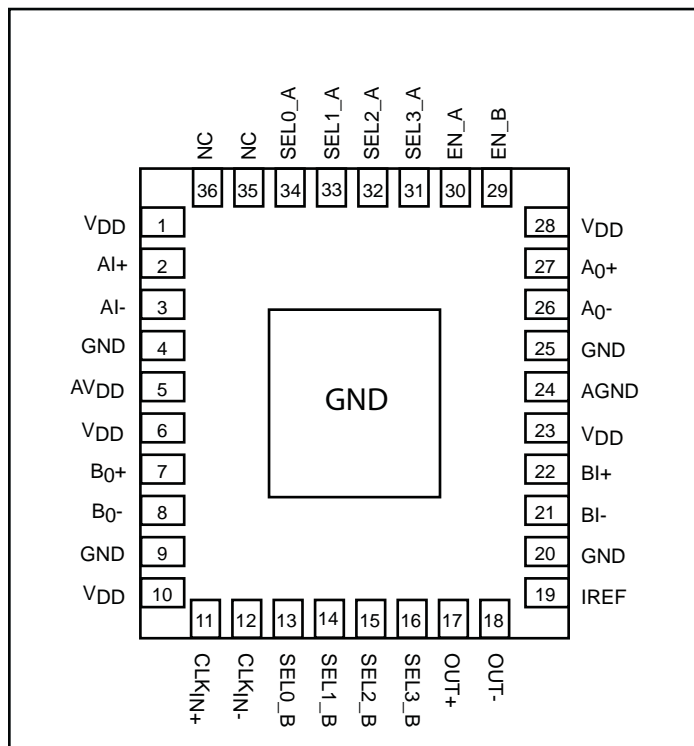 NC
NC
SEL0_A
SEL1_A
SEL2_A
SEL3_A
EN_A
EN_B
36
35
34
33
32
31
30
29
VDD 1
AI+ 2
AI- 3
GND 4
AVDD 5
VDD 6
B0+ 7
B0- 8
GND 9
VDD 10
GND
28 VDD
27 A0+
26 A0-
25 GND
24 AGND
23 VDD
22 BI+
21 BI-
20 GND
19 IREF
11
12
13
14
15
16
17
18
CLKIN+
CLKIN-
SEL0_B
SEL1_B
SEL2_B
SEL3_B
OUT+
OUT-